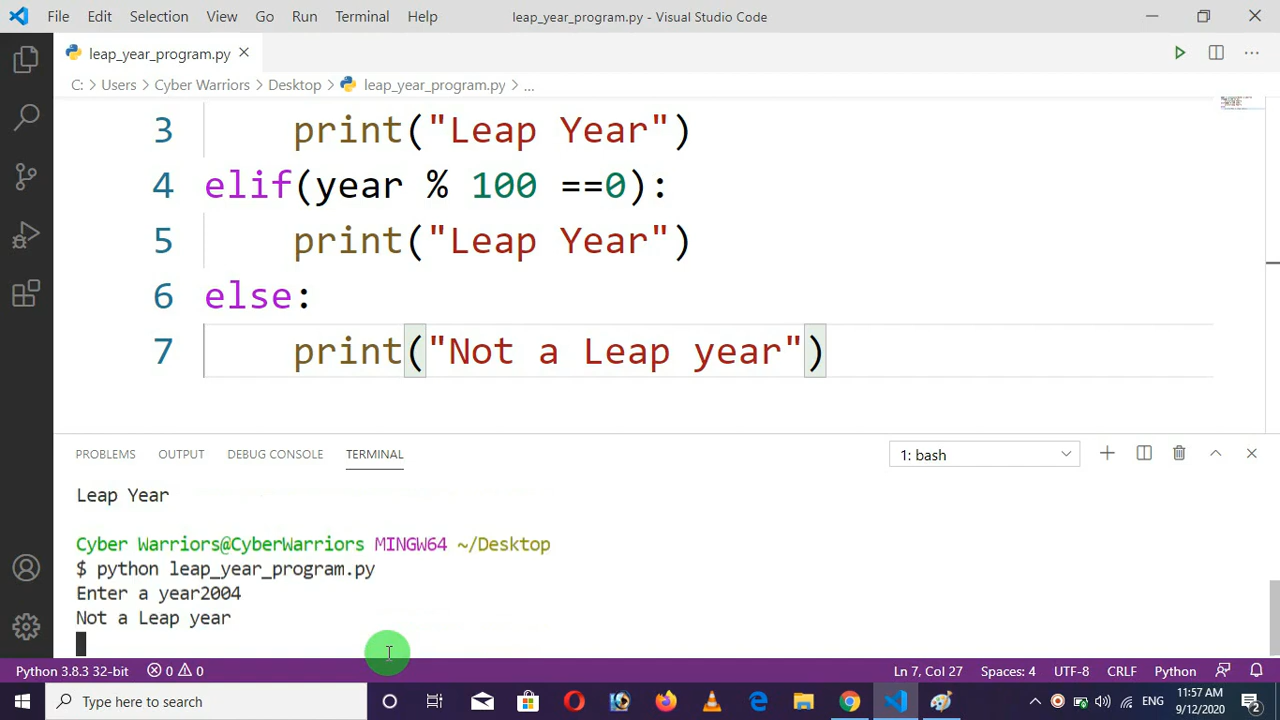 File Edit Selection View Go Run Terminal Help leap_year_program.py - Visual Studio Code
leap_year_program.py
C: > Users > Cyber Warriors > Desktop > leap_year_program.py > ...
3 print("Leap Year")
4 elif(year % 100 ==0):
5 print("Leap Year")
6 else:
7 print("Not a Leap year")
PROBLEMS OUTPUT DEBUG CONSOLE TERMINAL 1: bash
Leap Year
Cyber Warriors@CyberWarriors MINGW64 ~/Desktop
$ python leap_year_program.py
Enter a year2004
Not a Leap year
Python 3.8.3 32-bit 0 0 Ln 7, Col 27 Spaces: 4 UTF-8 CRLF Python
Type here to search ENG 11:57 AM
9/12/2020 2